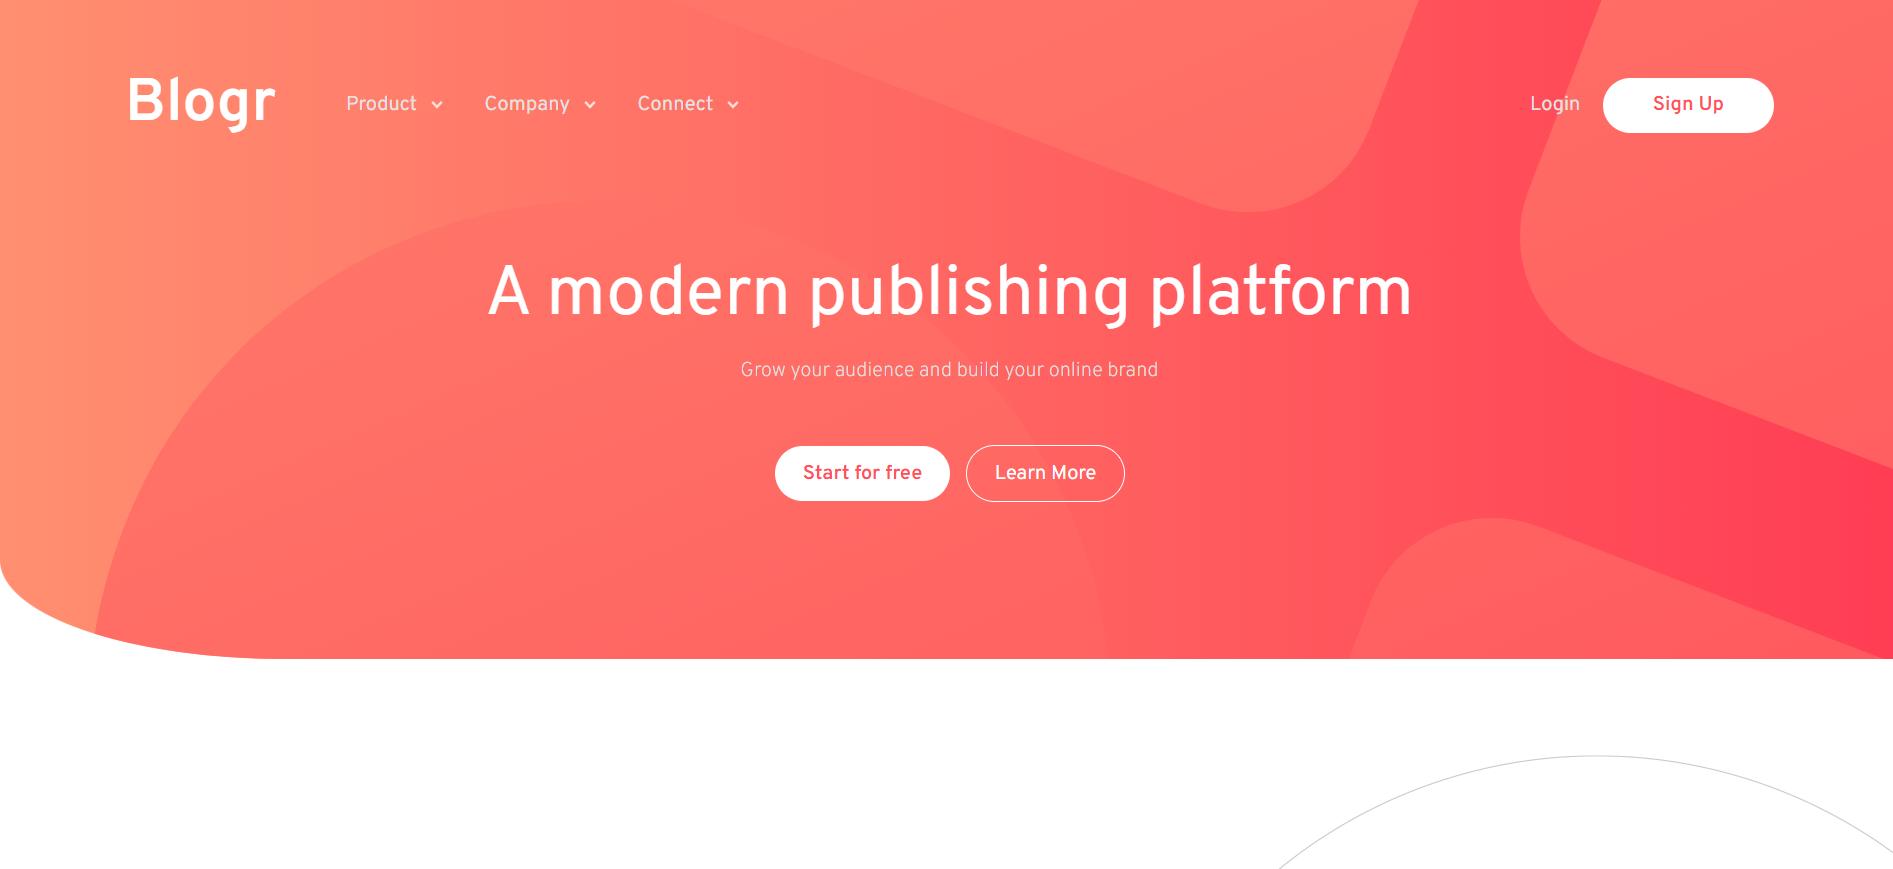 Blogr Product Company Connect Login Sign Up
A modern publishing platform
Grow your audience and build your online brand
Start for free Learn More